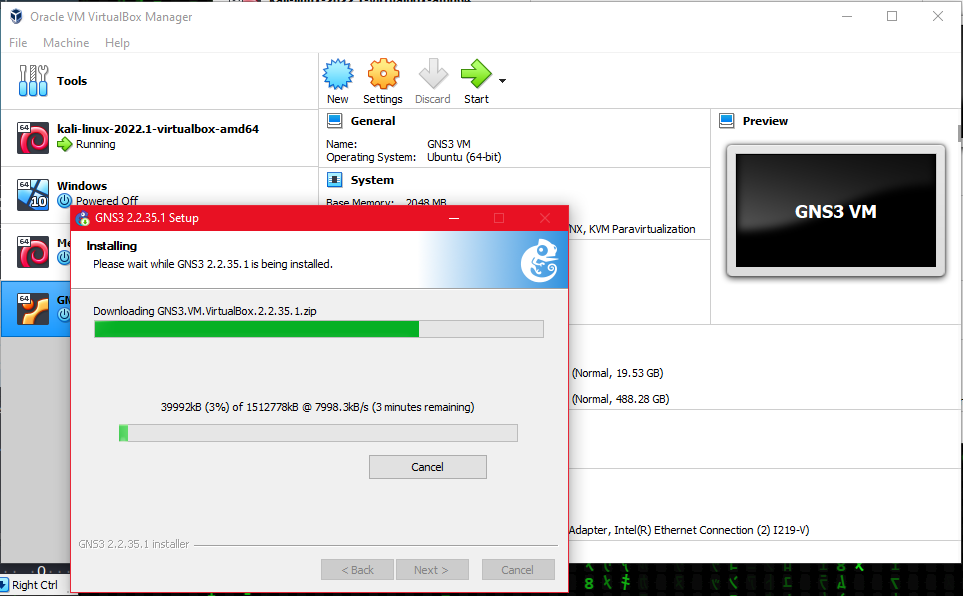 Oracle VM VirtualBox Manager
File Machine Help
Tools
New Settings Discard Start
64
kali-linux-2022.1-virtualbox-amd64
Running
64
10
Windows
Powered Off
64
64
General
Name: GNS3 VM
Operating System: Ubuntu (64-bit)
System
Base Memory: 2048 MB
NX, KVM Paravirtualization
Preview
GNS3 VM
(Normal, 19.53 GB)
(Normal, 488.28 GB)
Adapter, Intel(R) Ethernet Connection (2) I219-V)
GNS3 2.2.35.1 Setup
Installing
Please wait while GNS3 2.2.35.1 is being installed.
Downloading GNS3.VM.VirtualBox.2.2.35.1.zip
39992kB (3%) of 1512778kB @ 7998.3kB/s (3 minutes remaining)
Cancel
GNS3 2.2.35.1 installer
< Back Next > Cancel
Right Ctrl